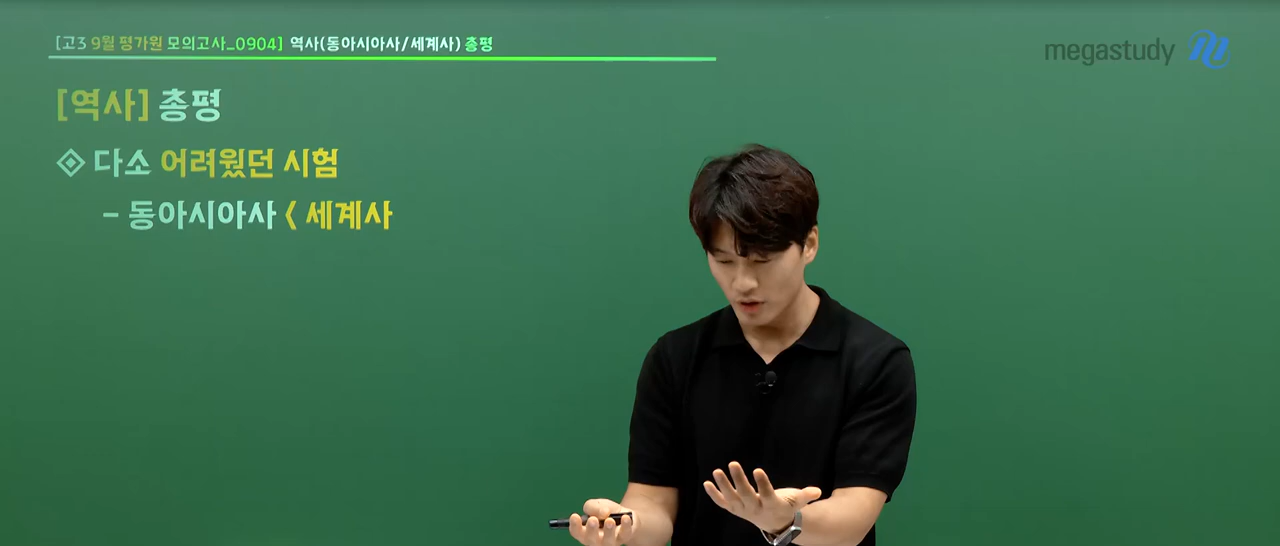 [고3 9월 평가원 모의고사_0904] 역사(동아시아사/세계사) 총평
megastudy
[역사] 총평
다소 어려웠던 시험
- 동아시아사 < 세계사